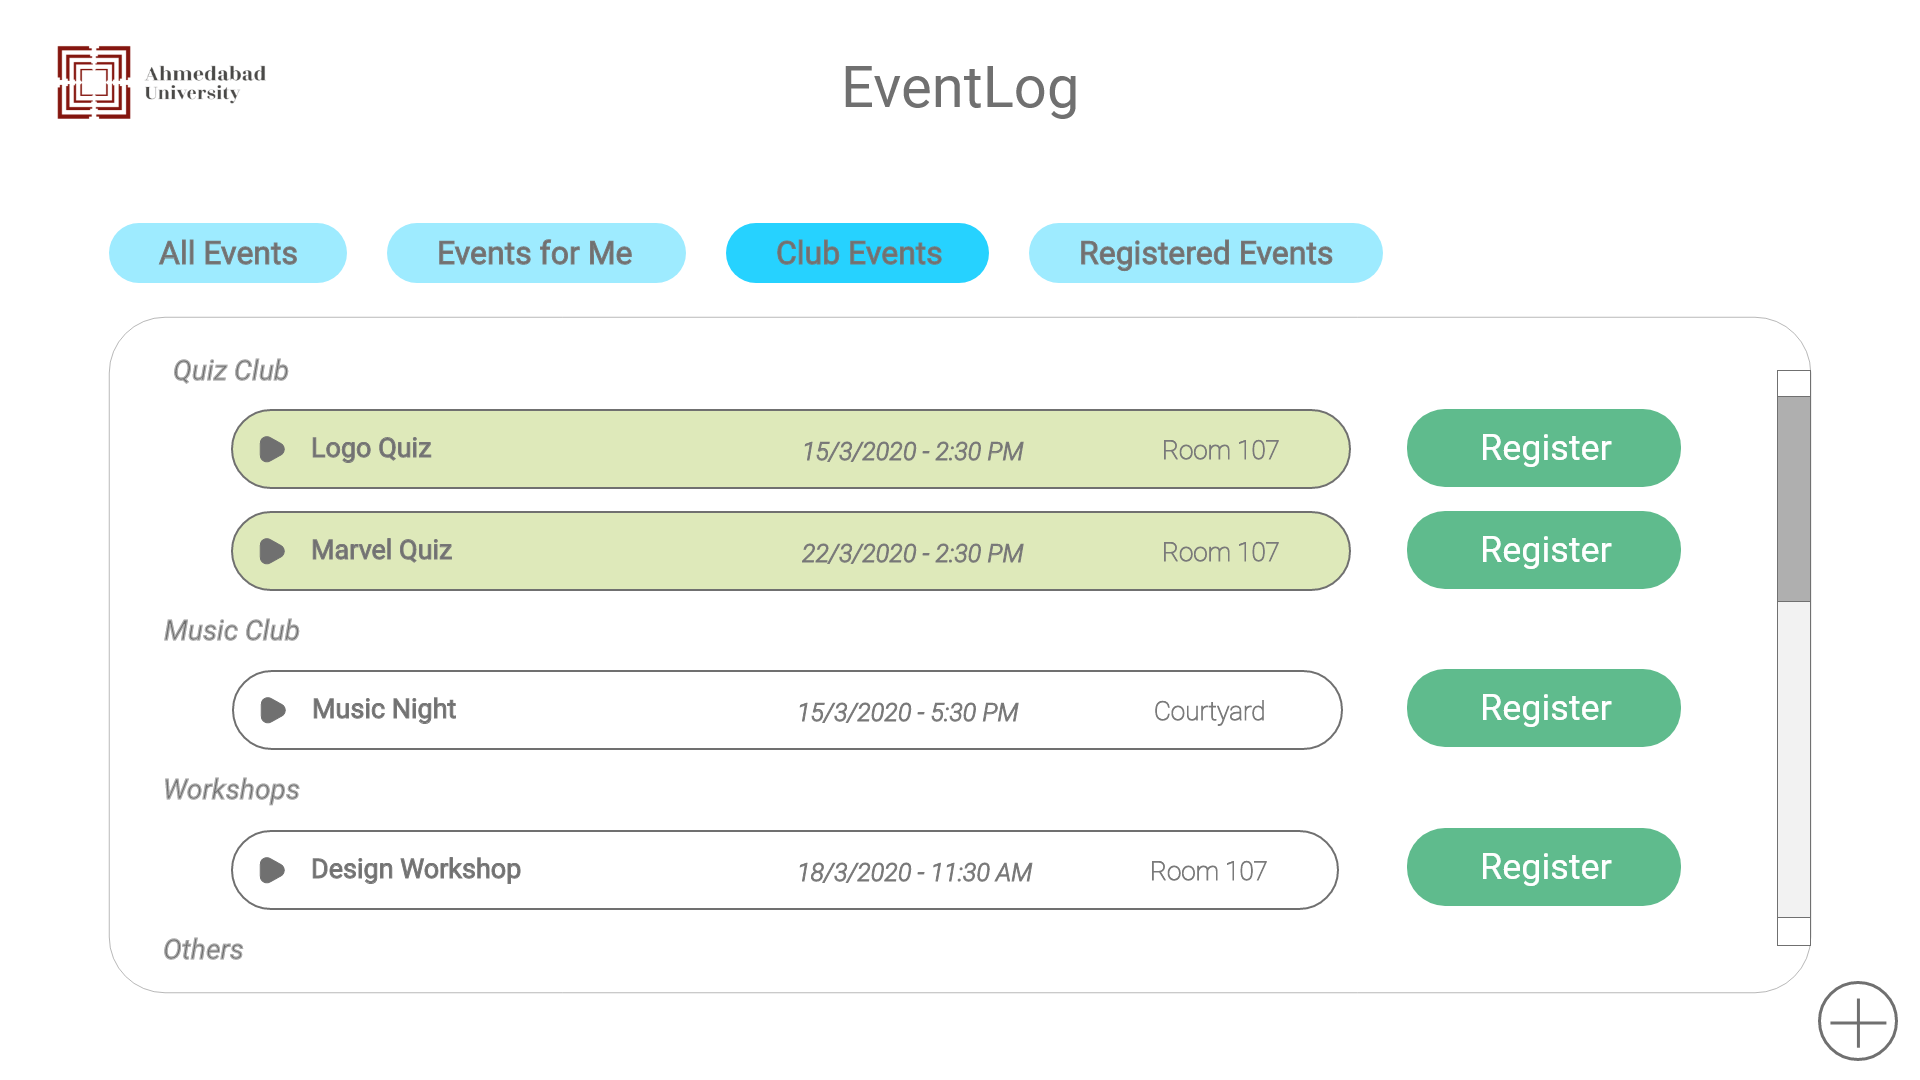 Ahmedabad
University
EventLog
All Events Events for Me Club Events Registered Events
Quiz Club
Logo Quiz 15/3/2020 - 2:30 PM Room 107 Register
Marvel Quiz 22/3/2020 - 2:30 PM Room 107 Register
Music Club
Music Night 15/3/2020 - 5:30 PM Courtyard Register
Workshops
Design Workshop 18/3/2020 - 11:30 AM Room 107 Register
Others